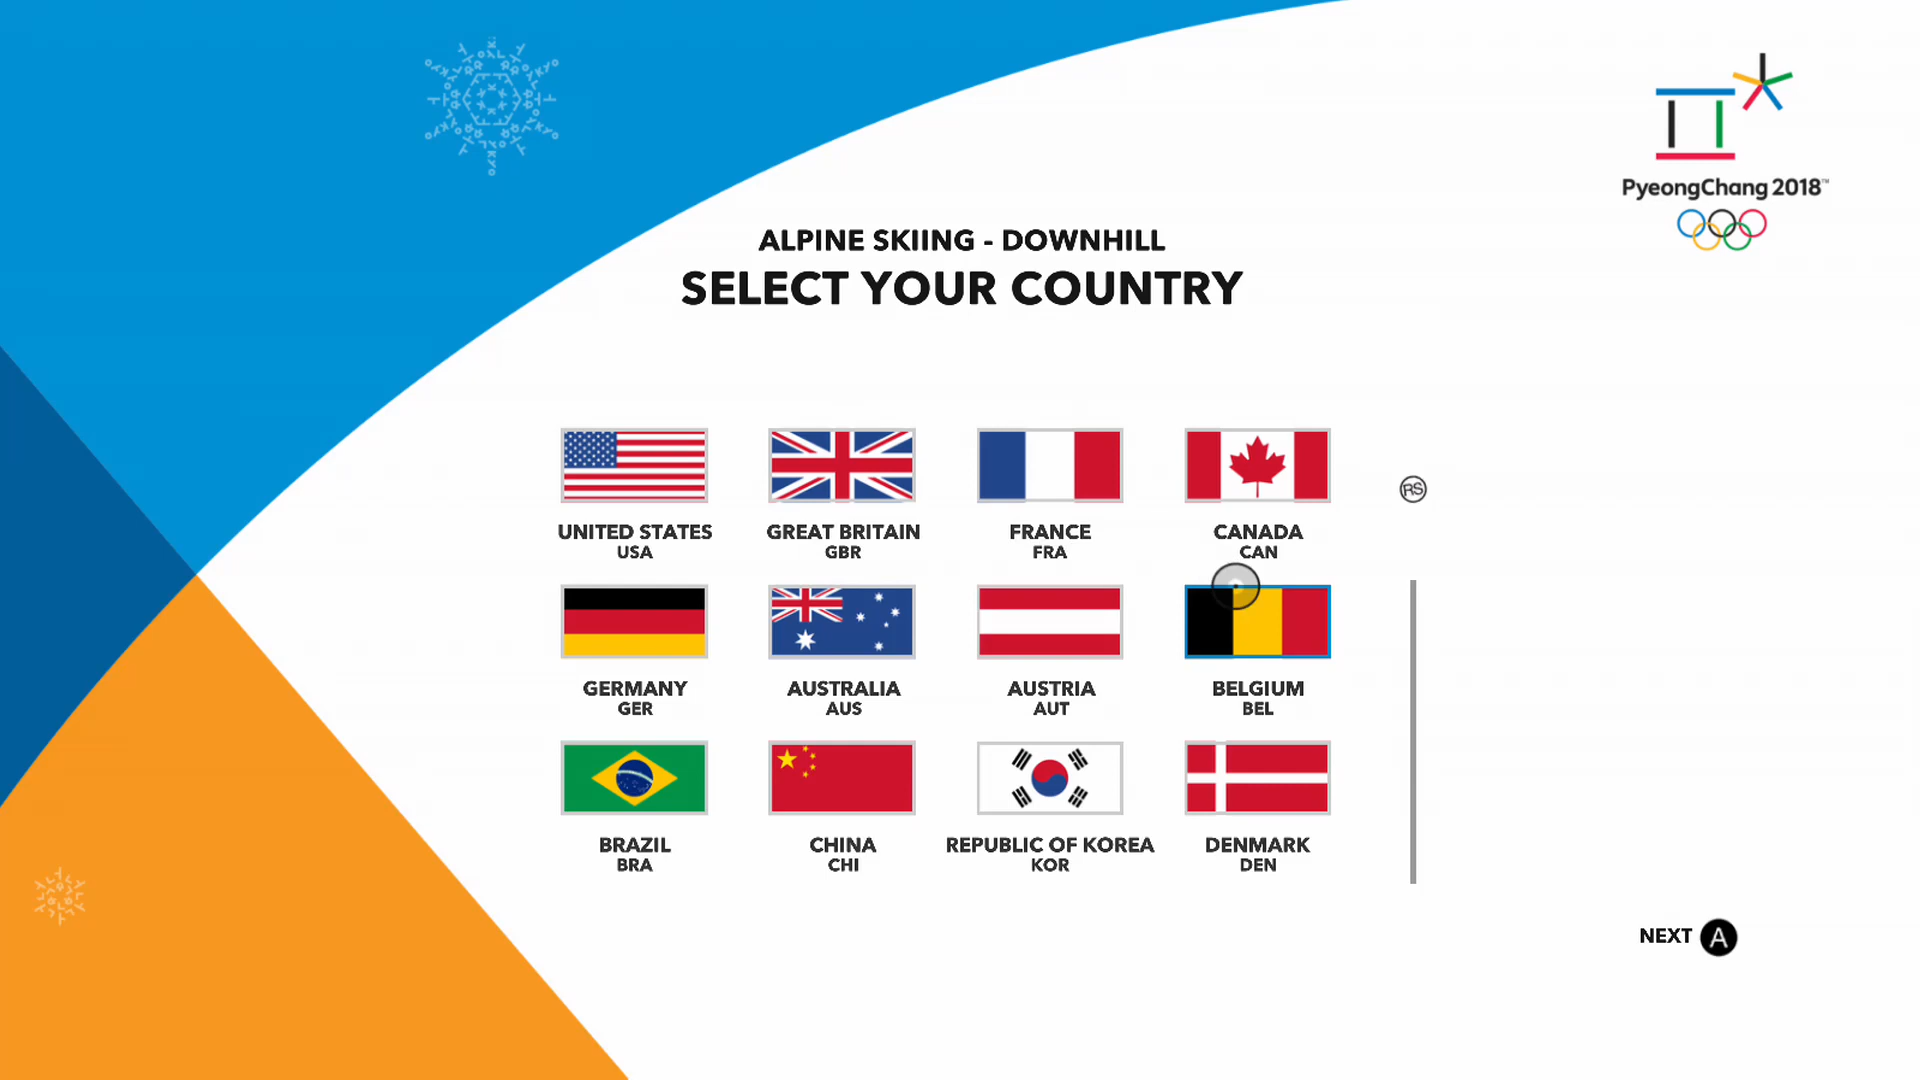 PyeongChang 2018™
ALPINE SKIING - DOWNHILL
SELECT YOUR COUNTRY
UNITED STATES
USA
GREAT BRITAIN
GBR
FRANCE
FRA
CANADA
CAN
RS
GERMANY
GER
AUSTRALIA
AUS
AUSTRIA
AUT
BELGIUM
BEL
BRAZIL
BRA
CHINA
CHI
REPUBLIC OF KOREA
KOR
DENMARK
DEN
NEXT A